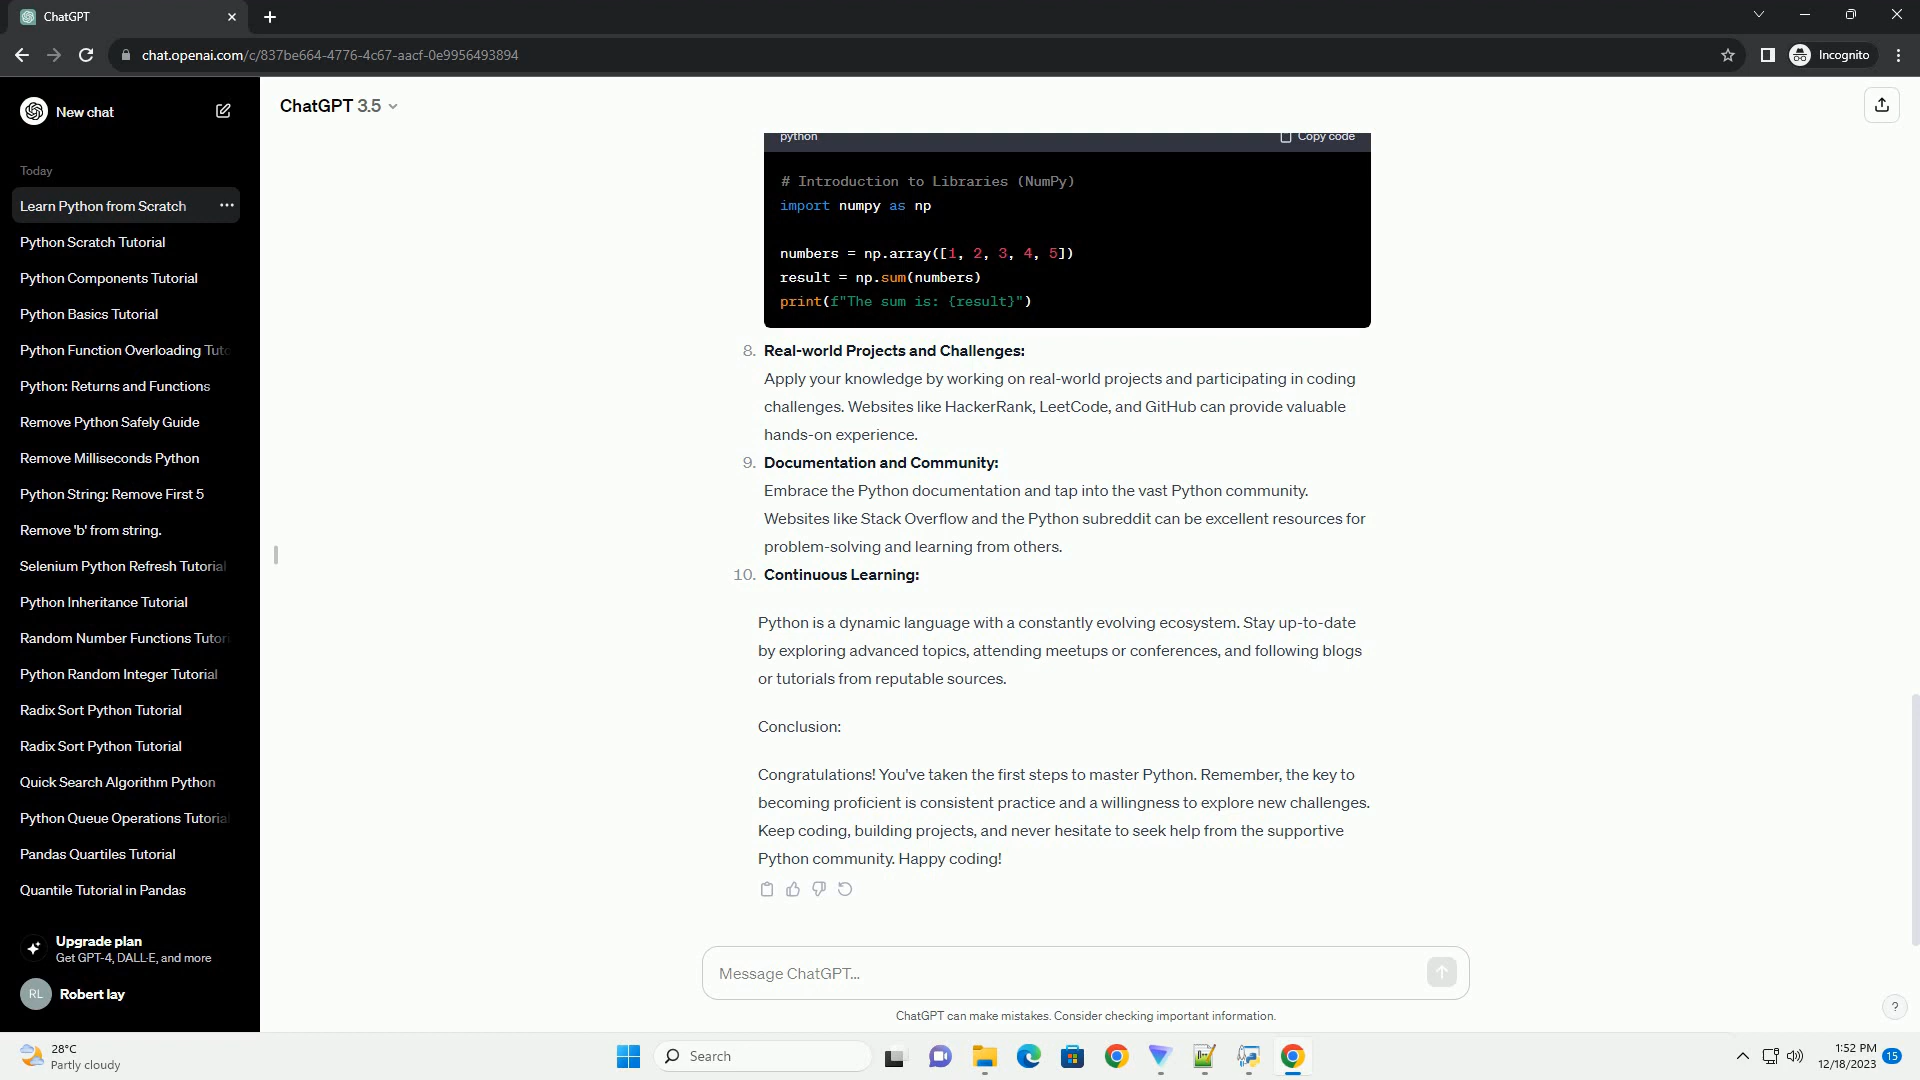 ChatGPT
chat.openai.com/c/837be664-4776-4c67-aacf-0e9956493894
Incognito
New chat
Today
Learn Python from Scratch
Python Scratch Tutorial
Python Components Tutorial
Python Basics Tutorial
Python Function Overloading Tuto
Python: Returns and Functions
Remove Python Safely Guide
Remove Milliseconds Python
Python String: Remove First 5
Remove 'b' from string.
Selenium Python Refresh Tutorial
Python Inheritance Tutorial
Random Number Functions Tutori
Python Random Integer Tutorial
Radix Sort Python Tutorial
Radix Sort Python Tutorial
Quick Search Algorithm Python
Python Queue Operations Tutorial
Pandas Quartiles Tutorial
Quantile Tutorial in Pandas
Upgrade plan
Get GPT-4, DALL·E, and more
RL Robert lay
ChatGPT 3.5
python Copy code
# Introduction to Libraries (NumPy)
import numpy as np
numbers = np.array([1, 2, 3, 4, 5])
result = np.sum(numbers)
print(f"The sum is: {result}")
8. Real-world Projects and Challenges:
Apply your knowledge by working on real-world projects and participating in coding
challenges. Websites like HackerRank, LeetCode, and GitHub can provide valuable
hands-on experience.
9. Documentation and Community:
Embrace the Python documentation and tap into the vast Python community.
Websites like Stack Overflow and the Python subreddit can be excellent resources for
problem-solving and learning from others.
10. Continuous Learning:
Python is a dynamic language with a constantly evolving ecosystem. Stay up-to-date
by exploring advanced topics, attending meetups or conferences, and following blogs
or tutorials from reputable sources.
Conclusion:
Congratulations! You've taken the first steps to master Python. Remember, the key to
becoming proficient is consistent practice and a willingness to explore new challenges.
Keep coding, building projects, and never hesitate to seek help from the supportive
Python community. Happy coding!
Message ChatGPT...
ChatGPT can make mistakes. Consider checking important information.
?
28°C
Partly cloudy
Search
1:52 PM
12/18/2023
15